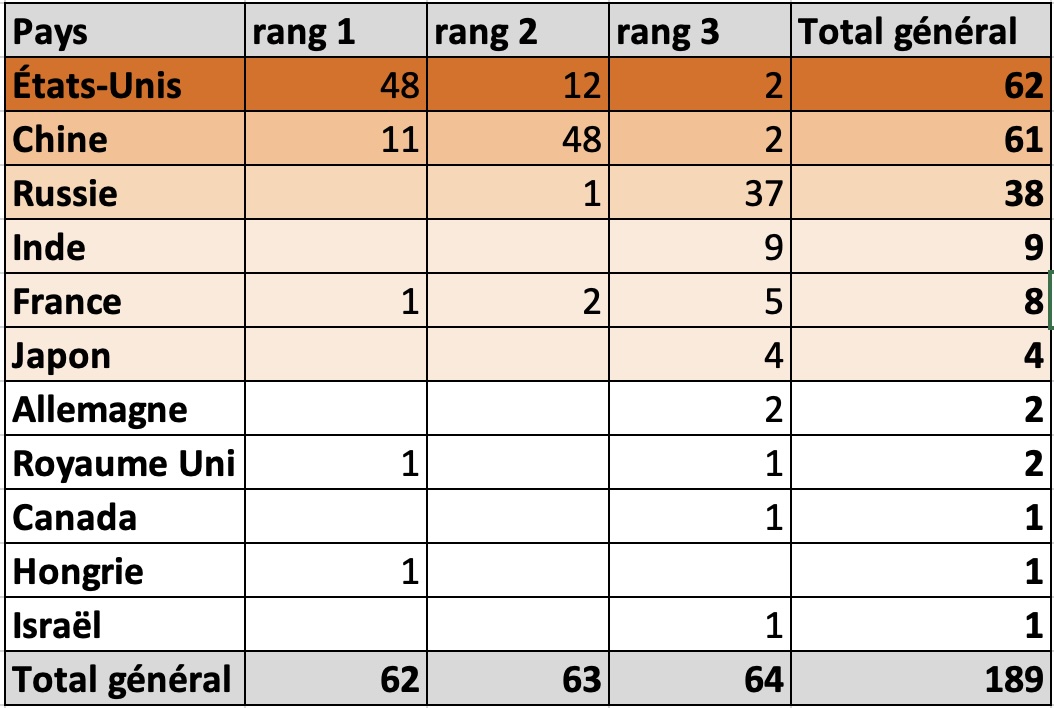 Pays rang 1 rang 2 rang 3 Total général
États-Unis 48 12 2 62
Chine 11 48 2 61
Russie 1 37 38
Inde 9 9
France 1 2 5 8
Japon 4 4
Allemagne 2 2
Royaume Uni 1 1 2
Canada 1 1
Hongrie 1 1
Israël 1 1
Total général 62 63 64 189